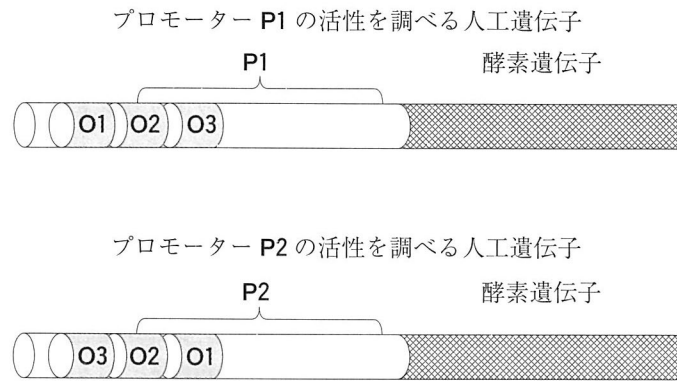 プロモーター P1 の活性を調べる人工遺伝子
P1 酵素遺伝子
O1 O2 O3
プロモーター P2 の活性を調べる人工遺伝子
P2 酵素遺伝子
O3 O2 O1